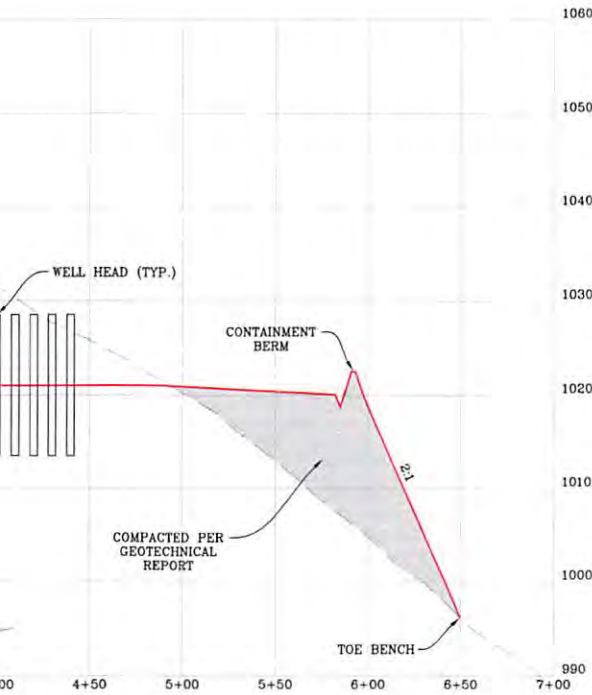 1060
1050
1040
1030
WELL HEAD (TYP.)
CONTAINMENT
BERM
1020
2:1
1010
COMPACTED PER
GEOTECHNICAL
REPORT
1000
TOE BENCH
990
00
4+50
5+00
5+50
6+00
6+50
7+00